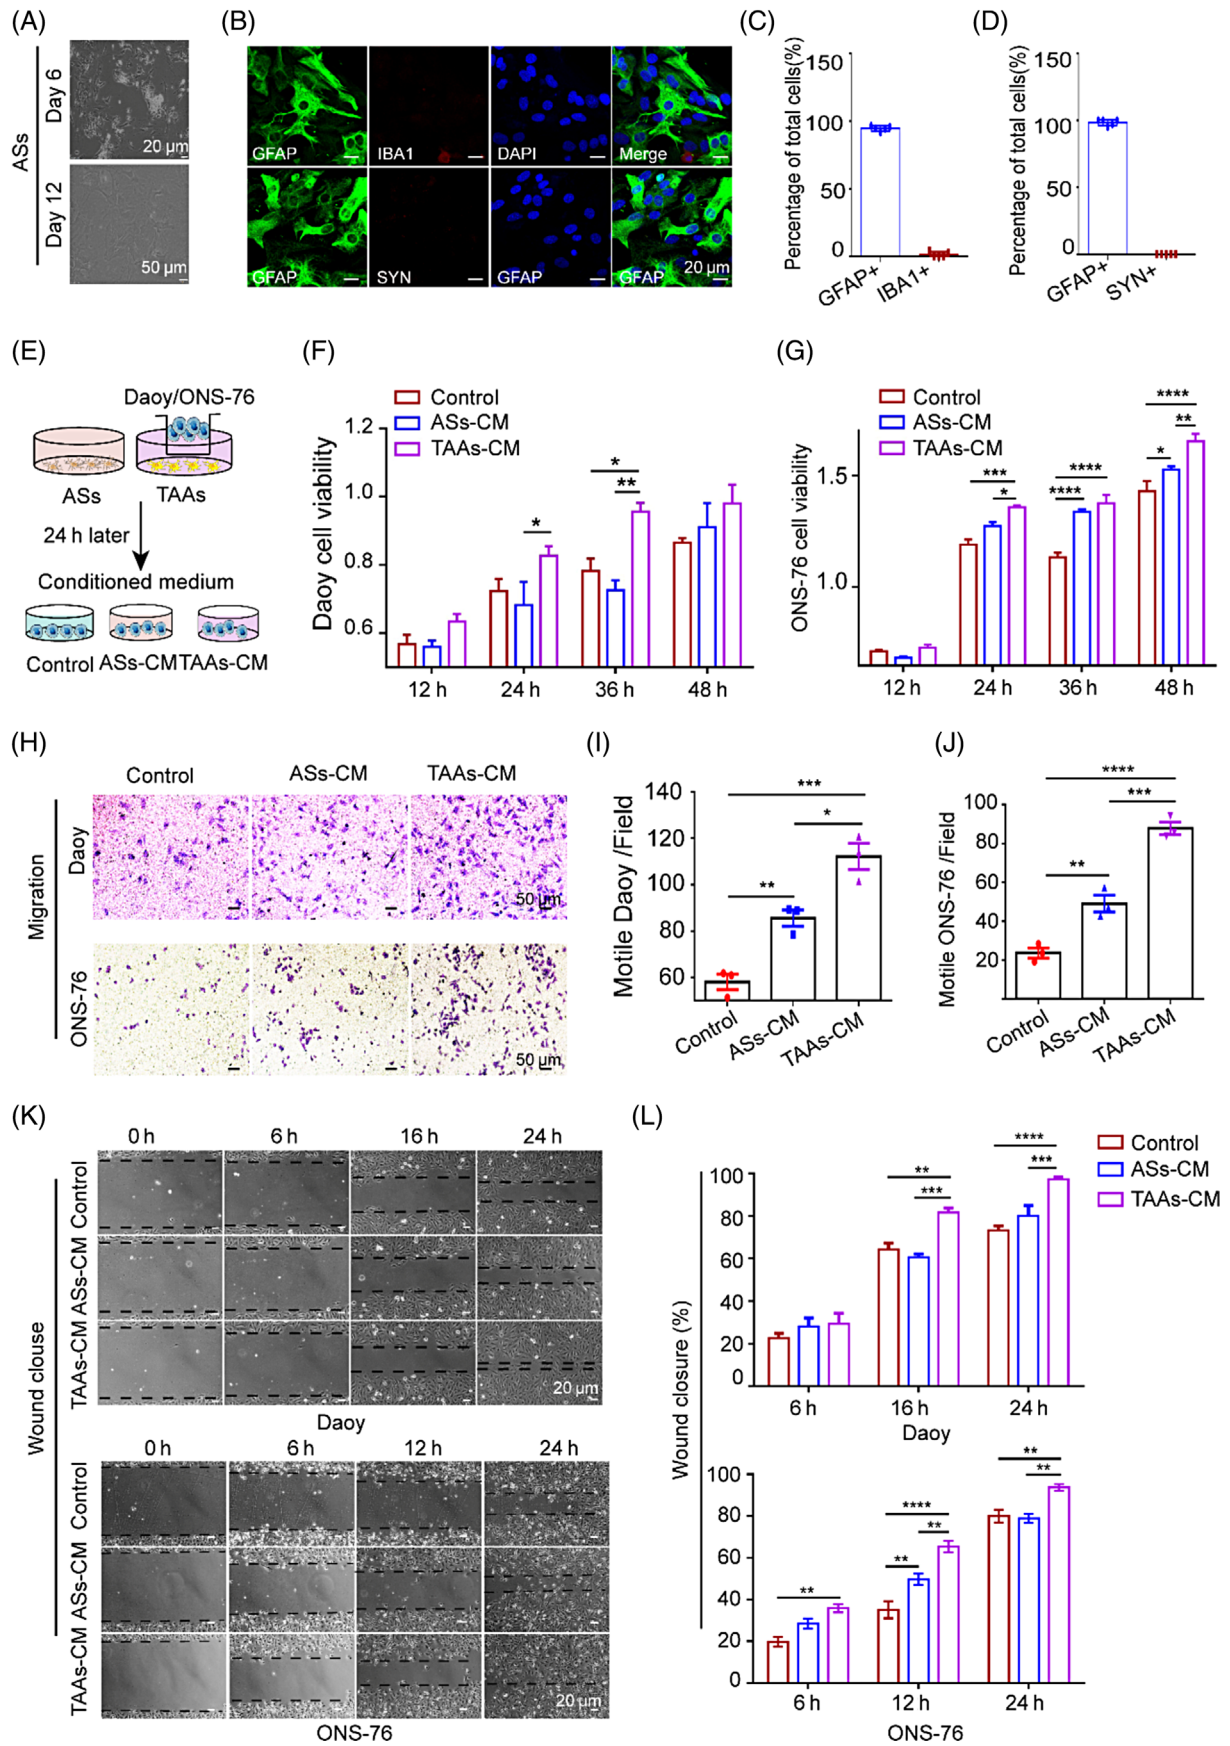 (A)
ASs
Day 6
20 µm
Day 12
50 µm
(B)
GFAP
IBA1
DAPI
Merge
GFAP
SYN
GFAP
20 µm
GFAP
(C)
Percentage of total cells(%)
150
100
50
0
GFAP+
IBA1+
(D)
Percentage of total cells(%)
150
100
50
0
GFAP+
SYN+
(E)
Daoy/ONS-76
ASs
TAAs
24 h later
Conditioned medium
Control
ASs-CM
TAAs-CM
(F)
Control
ASs-CM
TAAs-CM
Daoy cell viability
1.2
1.0
0.8
0.6
*
*
**
12 h
24 h
36 h
48 h
(G)
Control
ASs-CM
TAAs-CM
ONS-76 cell viability
1.5
1.0
***
*
****
****
****
**
*
12 h
24 h
36 h
48 h
(H)
Control
ASs-CM
TAAs-CM
Migration
Daoy
50 µm
ONS-76
50 µm
(I)
Motile Daoy /Field
140
120
100
80
60
***
*
**
Control
ASs-CM
TAAs-CM
(J)
Motile ONS-76 /Field
100
80
60
40
20
****
***
**
Control
ASs-CM
TAAs-CM
(K)
Wound clouse
0 h
6 h
16 h
24 h
Control
ASs-CM
TAAs-CM
20 µm
Daoy
0 h
6 h
12 h
24 h
Control
ASs-CM
TAAs-CM
20 µm
ONS-76
(L)
Control
ASs-CM
TAAs-CM
Wound closure (%)
100
80
60
40
20
0
**
***
****
***
6 h
16 h
24 h
Daoy
100
80
60
40
20
0
**
****
**
**
**
**
6 h
12 h
24 h
ONS-76